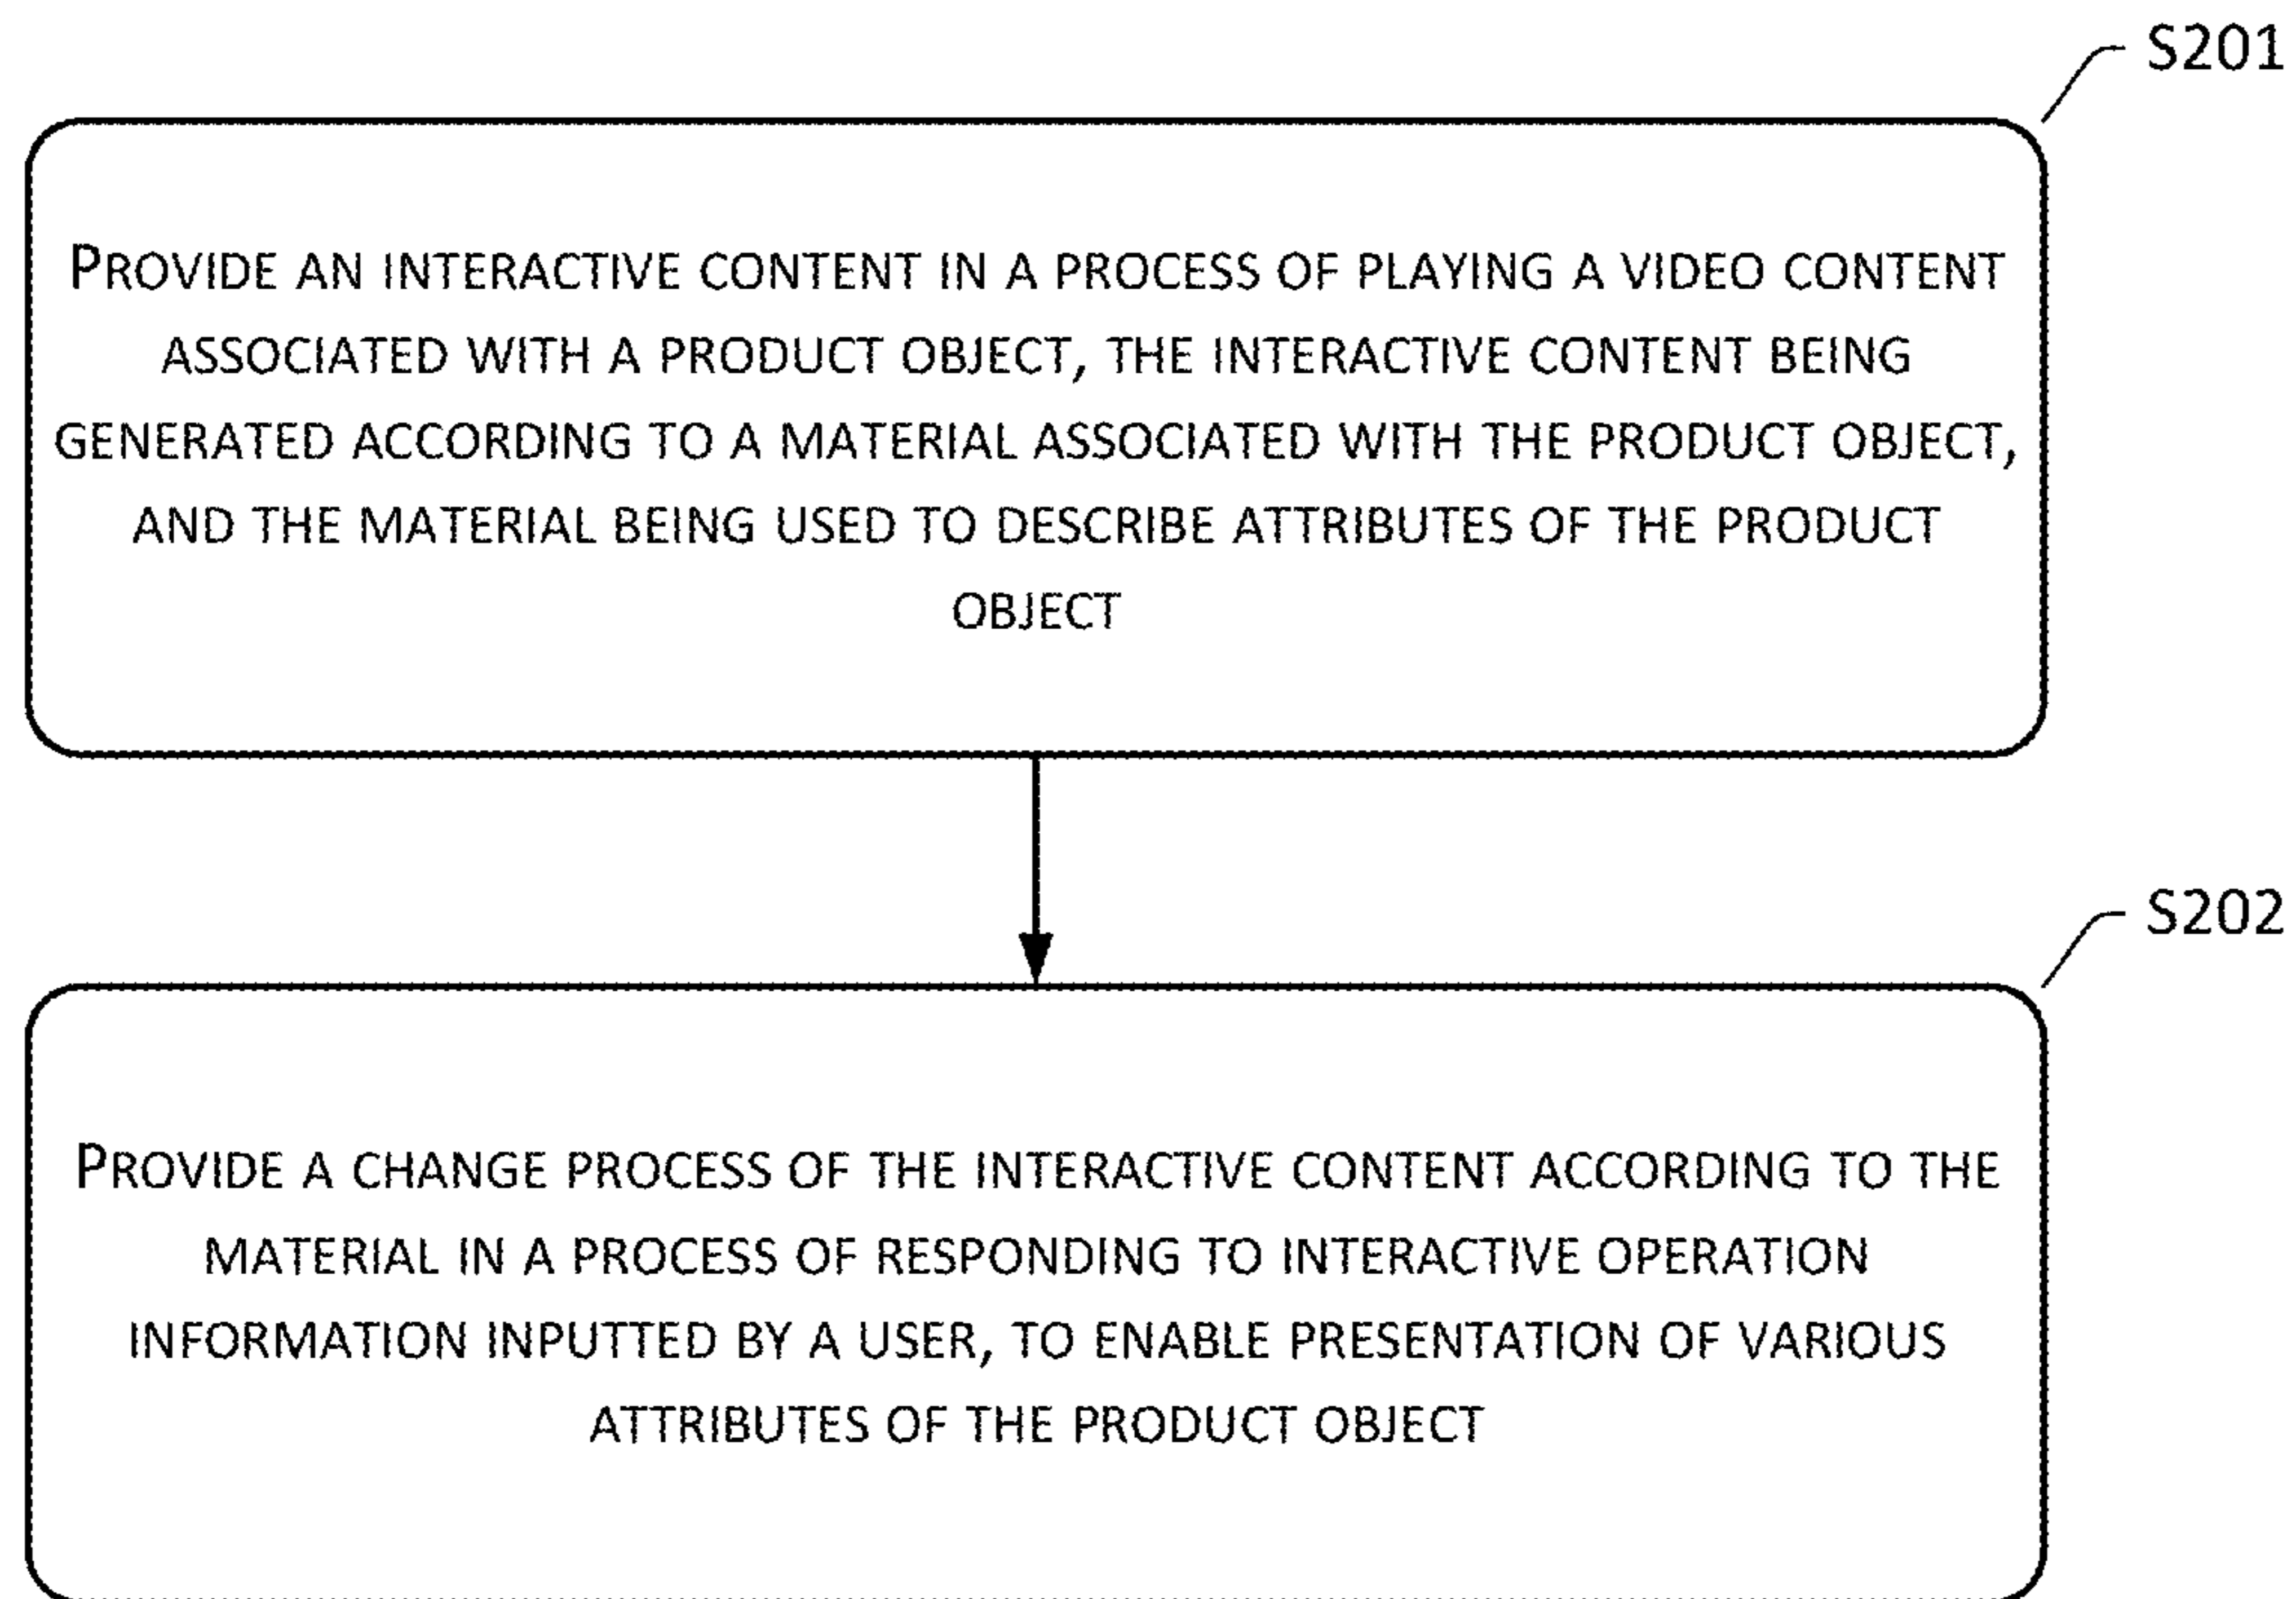 S201
PROVIDE AN INTERACTIVE CONTENT IN A PROCESS OF PLAYING A VIDEO CONTENT
ASSOCIATED WITH A PRODUCT OBJECT, THE INTERACTIVE CONTENT BEING
GENERATED ACCORDING TO A MATERIAL ASSOCIATED WITH THE PRODUCT OBJECT,
AND THE MATERIAL BEING USED TO DESCRIBE ATTRIBUTES OF THE PRODUCT
OBJECT
S202
PROVIDE A CHANGE PROCESS OF THE INTERACTIVE CONTENT ACCORDING TO THE
MATERIAL IN A PROCESS OF RESPONDING TO INTERACTIVE OPERATION
INFORMATION INPUTTED BY A USER, TO ENABLE PRESENTATION OF VARIOUS
ATTRIBUTES OF THE PRODUCT OBJECT